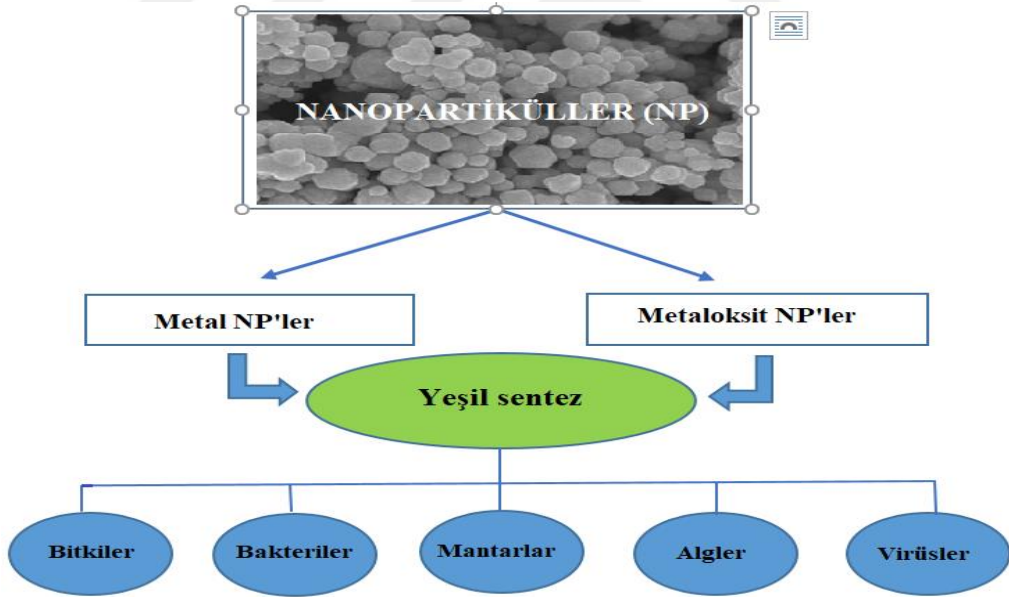 NANOPARTİKÜLLER (NP)
Metal NP'ler
Metaloksit NP'ler
Yeşil sentez
Bitkiler
Bakteriler
Mantarlar
Algler
Virüsler